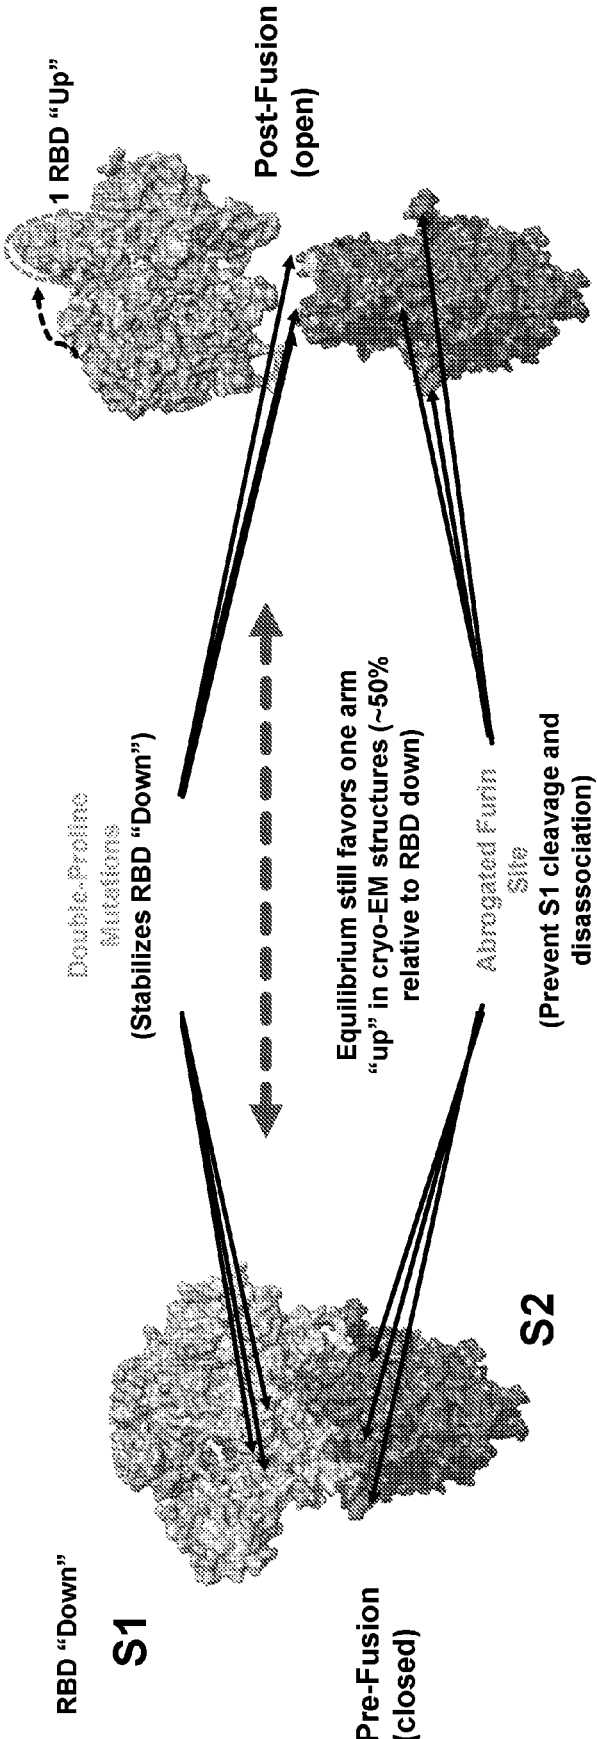 RBD “Down”
S1
Pre-Fusion
(closed)
S2
Double-Proline
Mutations
(Stabilizes RBD “Down”)
Equilibrium still favors one arm
“up” in cryo-EM structures (~50%
relative to RBD down)
Abrogated Furin
Site
(Prevent S1 cleavage and
disassociation)
1 RBD “Up”
Post-Fusion
(open)